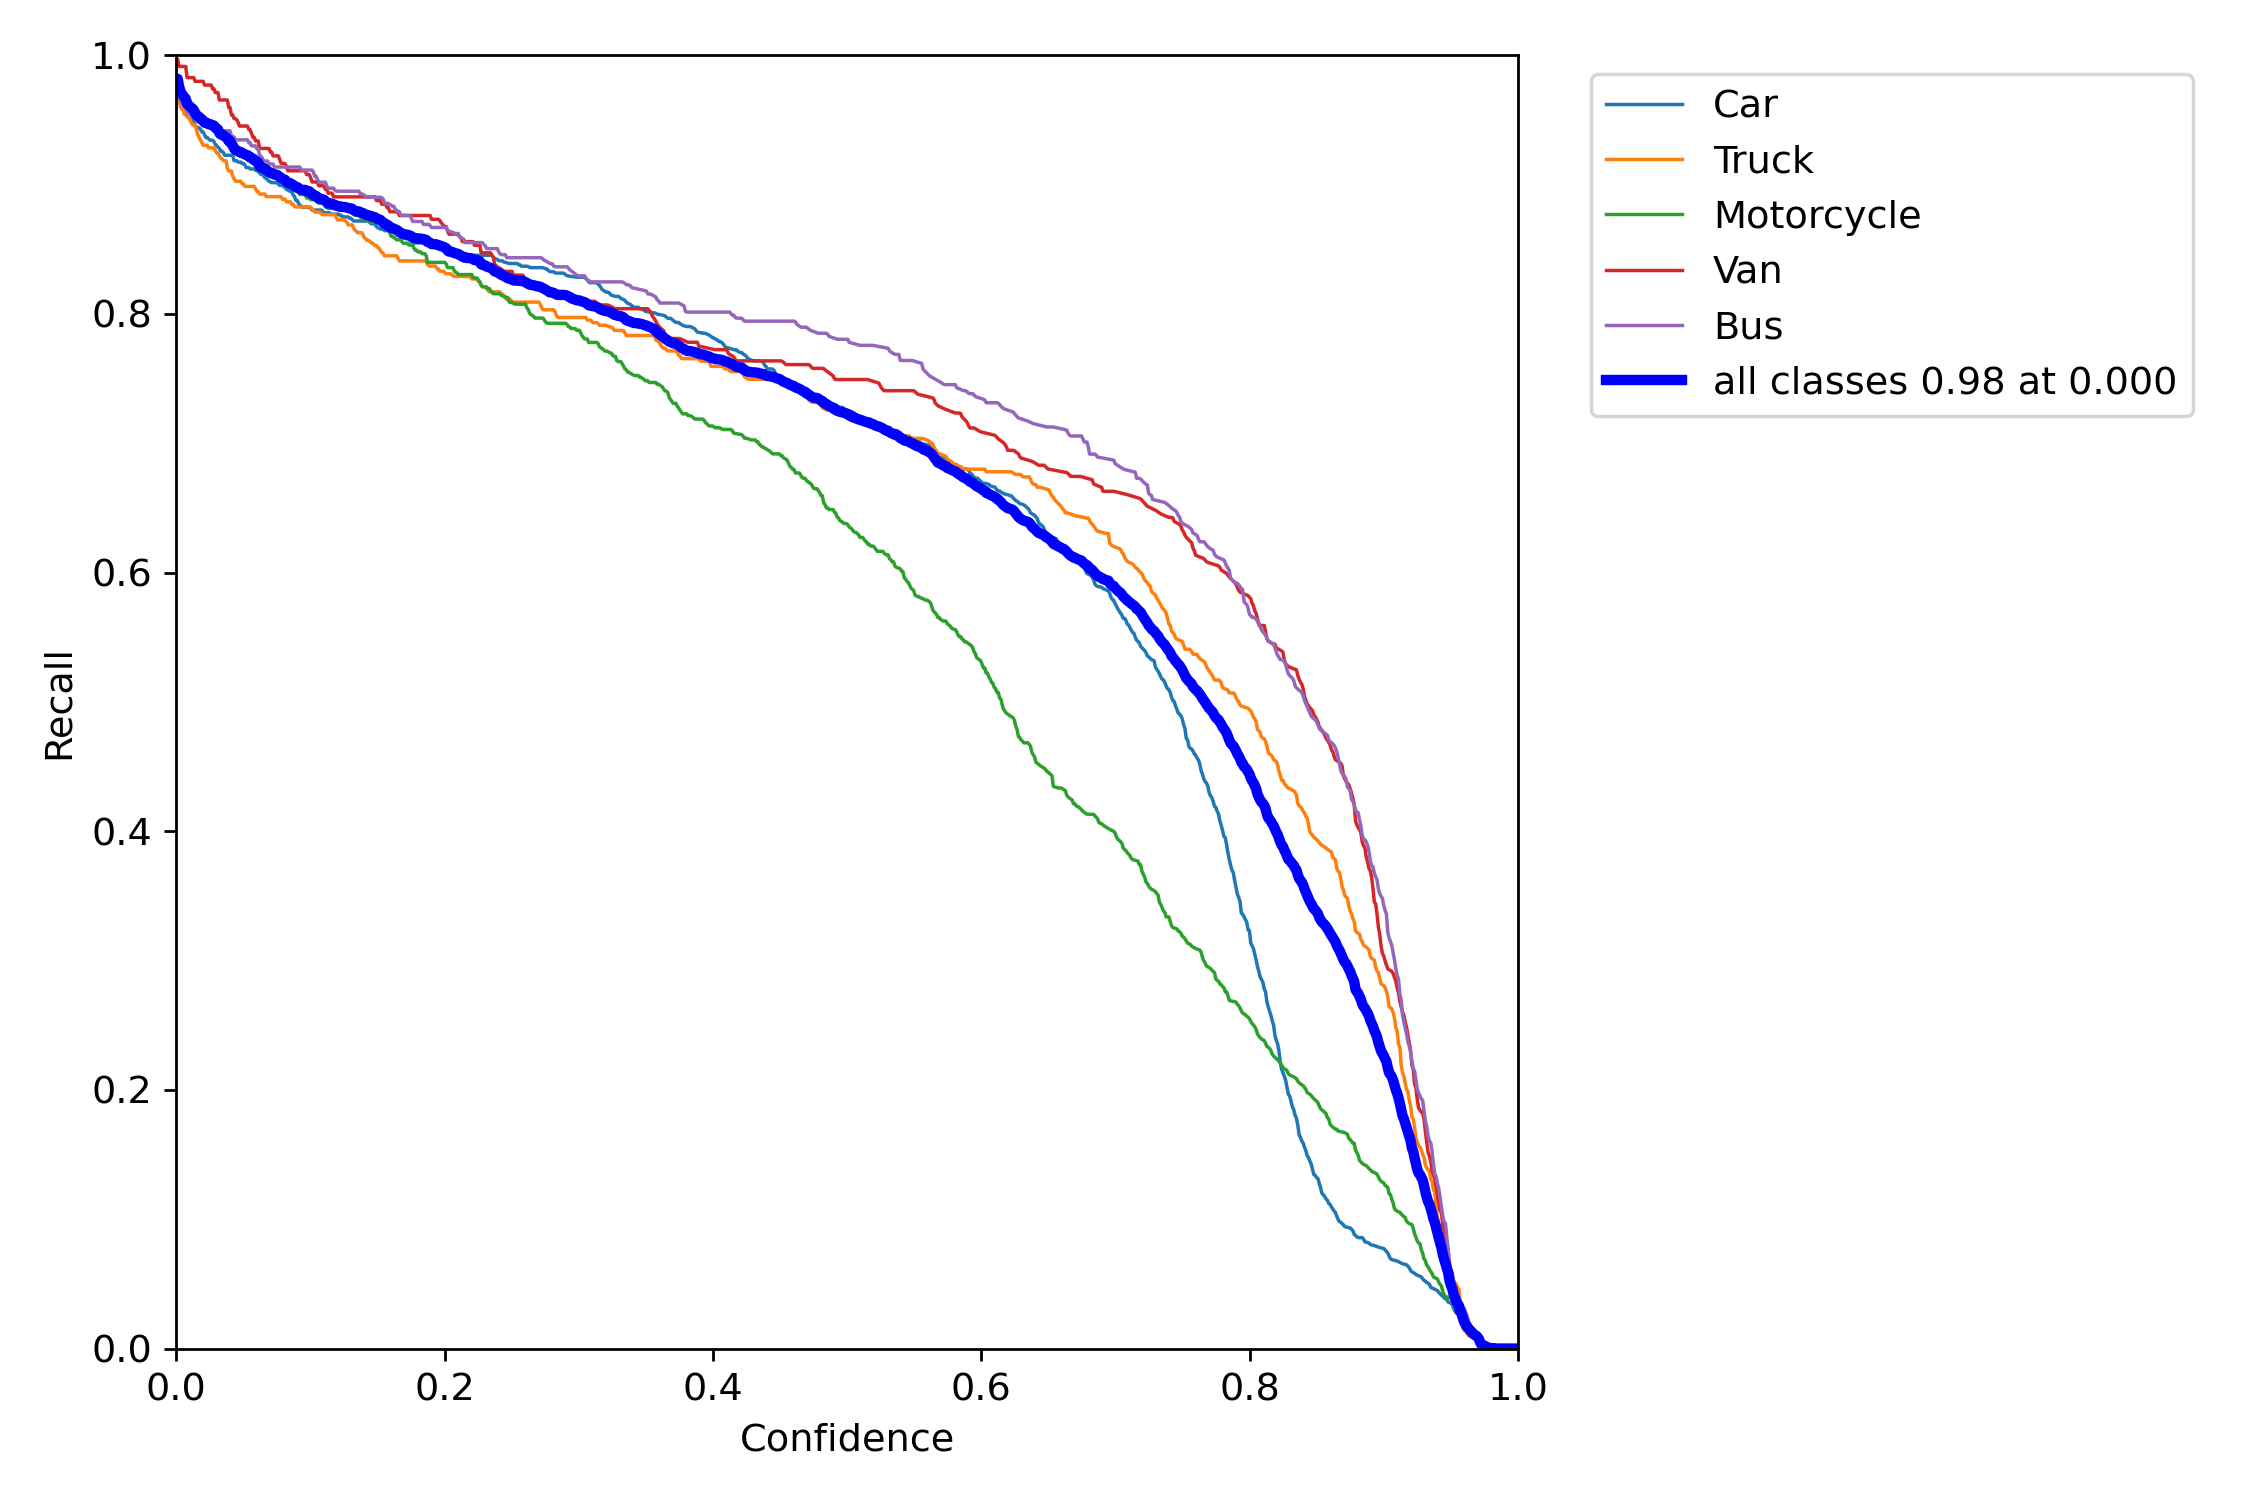 1.0
0.8
0.6
0.4
0.2
0.0
Recall
0.0 0.2 0.4 0.6 0.8 1.0
Confidence
Car
Truck
Motorcycle
Van
Bus
all classes 0.98 at 0.000